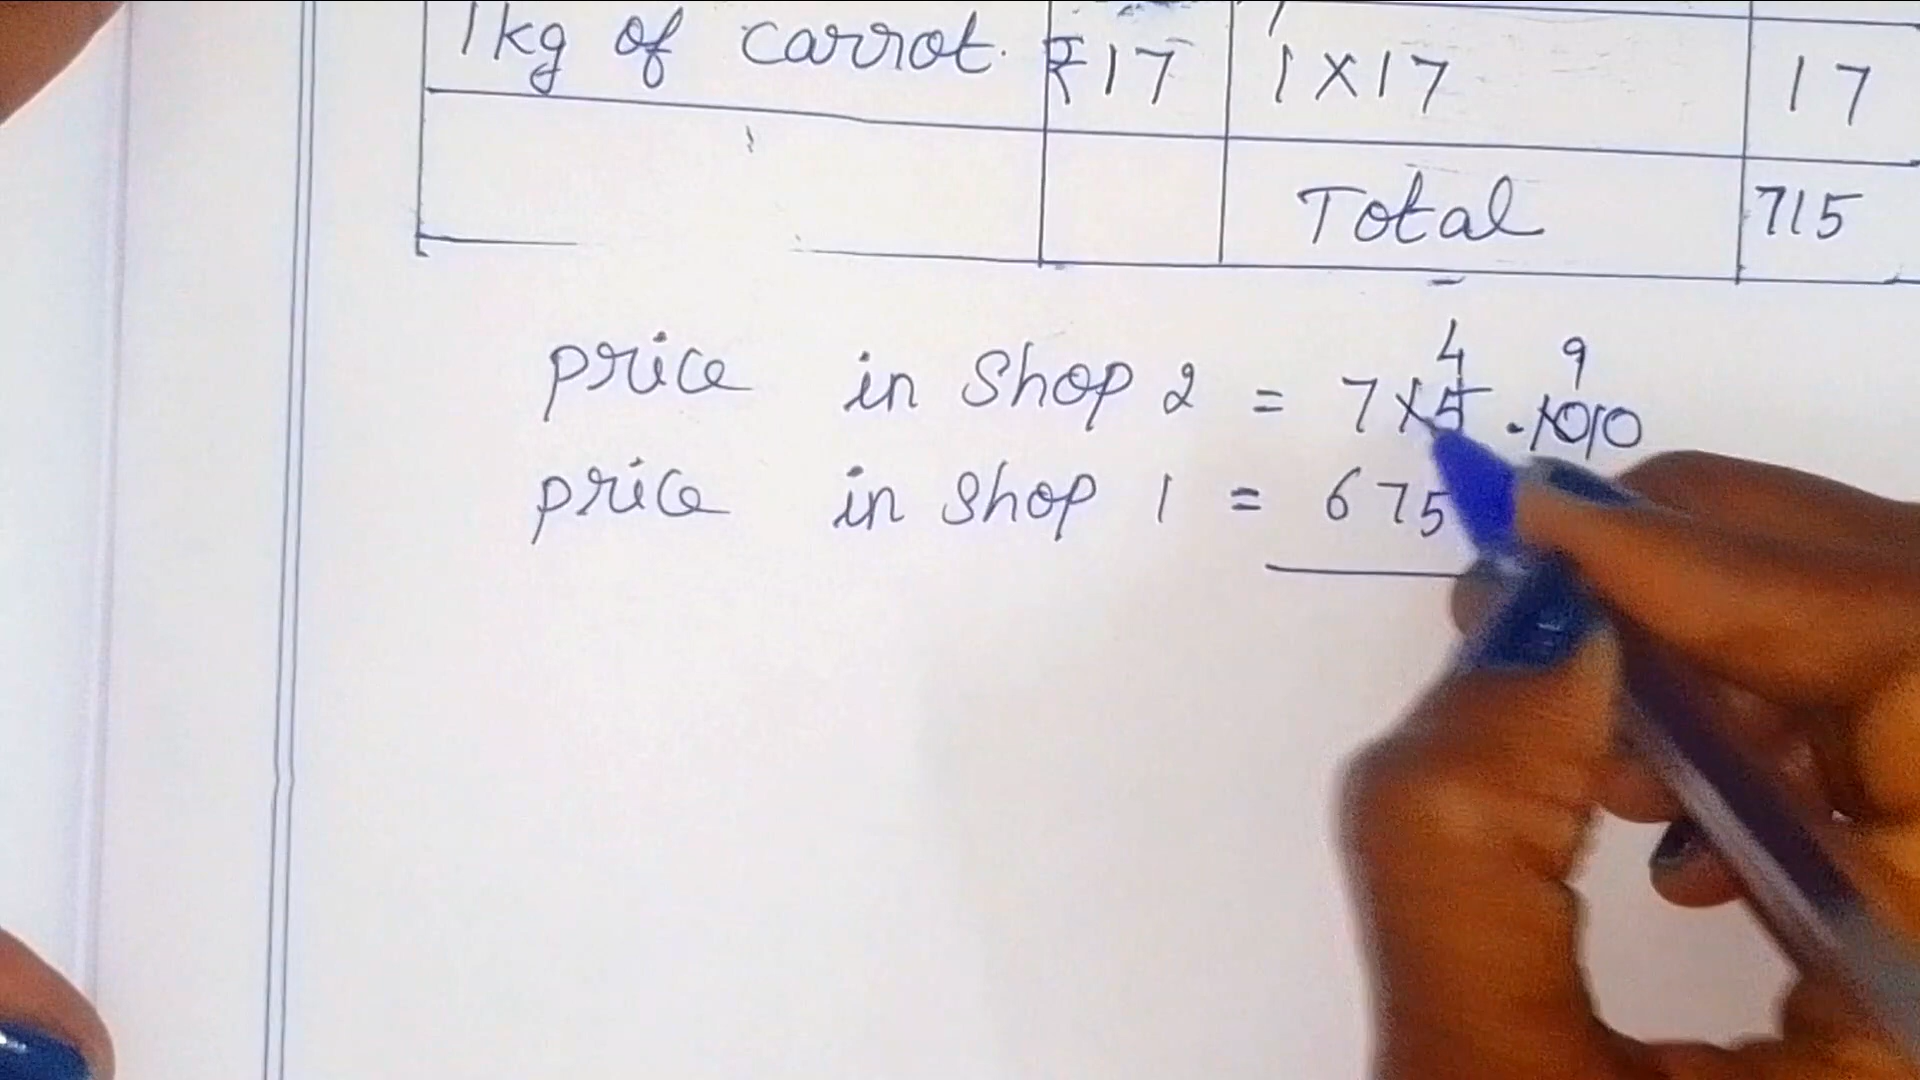 1kg of carrot. ₹17 1×17 17
Total 715
4 9
price in Shop 2 = 715.100
price in shop 1 = 675